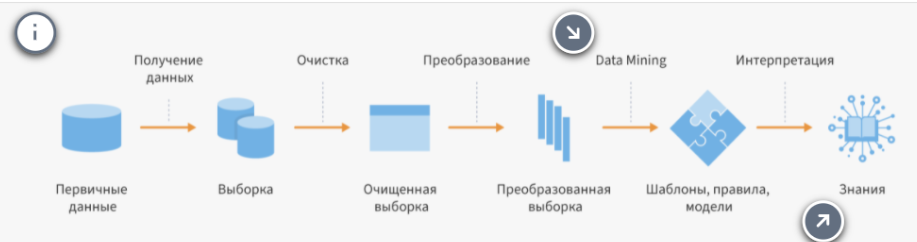 i
Получение
данных
Очистка
Преобразование
Data Mining
Интерпретация
Первичные
данные
Выборка
Очищенная
выборка
Преобразованная
выборка
Шаблоны, правила,
модели
Знания